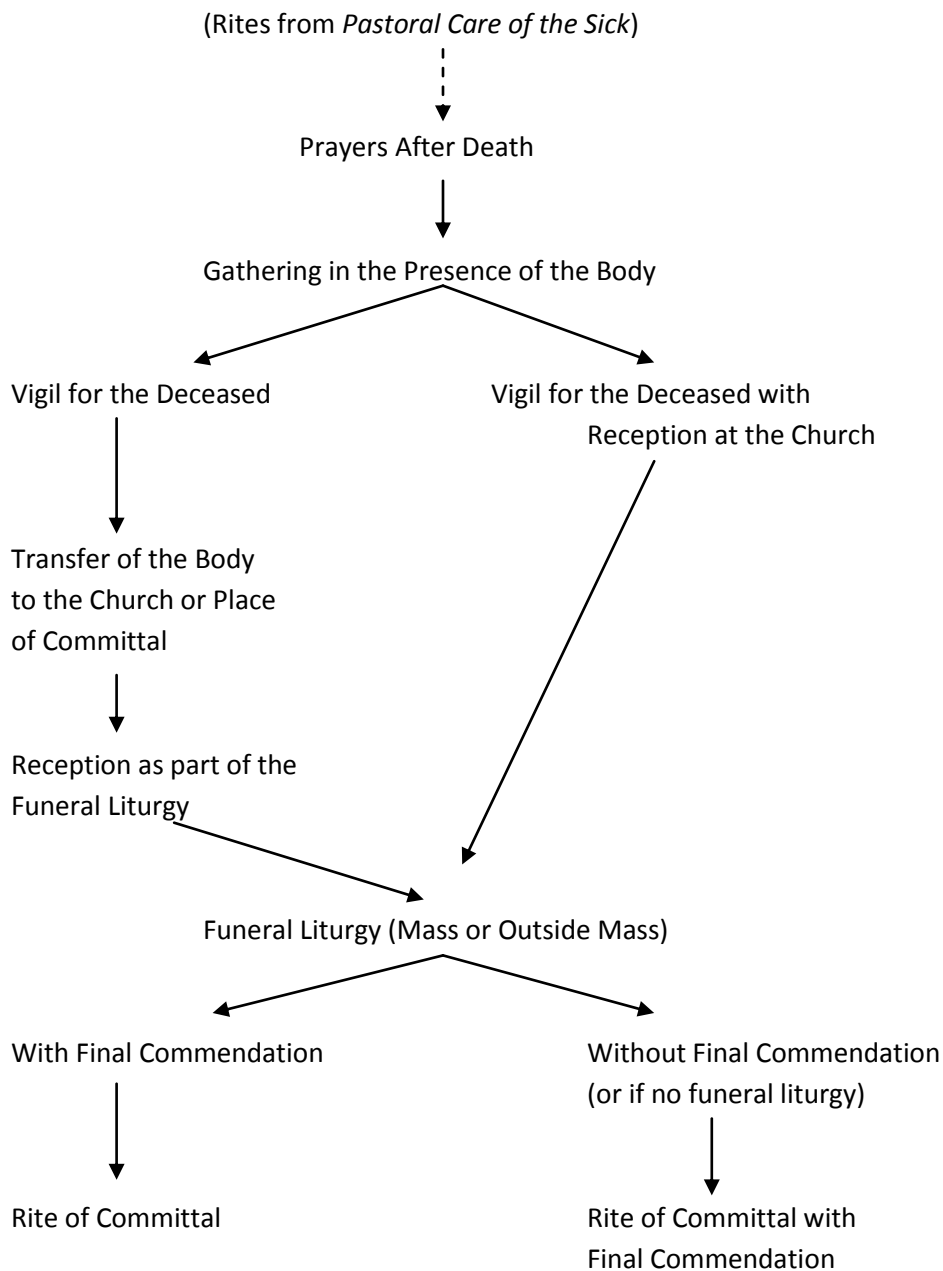 (Rites from Pastoral Care of the Sick)
Prayers After Death
Gathering in the Presence of the Body
Vigil for the Deceased
Vigil for the Deceased with
Reception at the Church
Transfer of the Body
to the Church or Place
of Committal
Reception as part of the
Funeral Liturgy
Funeral Liturgy (Mass or Outside Mass)
With Final Commendation
Without Final Commendation
(or if no funeral liturgy)
Rite of Committal
Rite of Committal with
Final Commendation